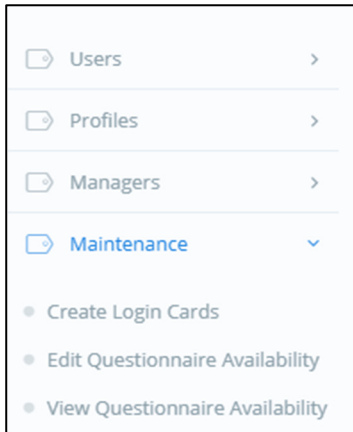 Users
Profiles
Managers
Maintenance
Create Login Cards
Edit Questionnaire Availability
View Questionnaire Availability